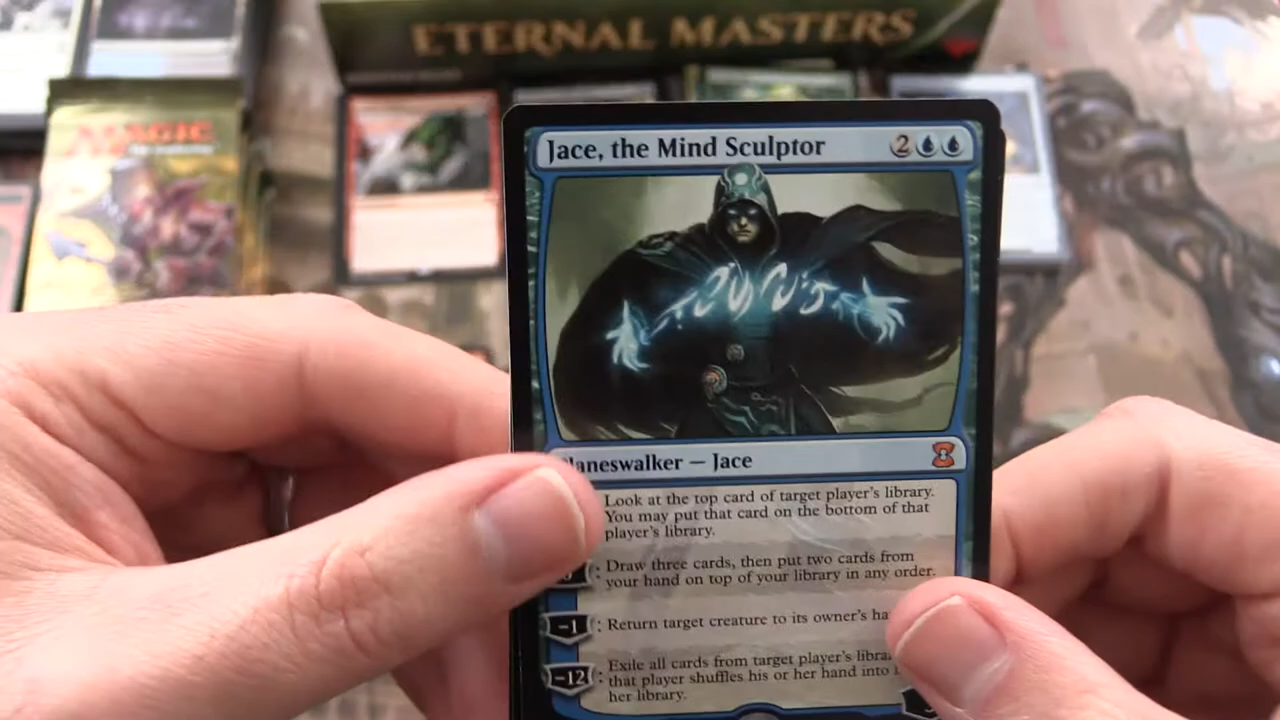 ETERNAL MASTERS
MAGIC
Jace, the Mind Sculptor 2
laneswalker — Jace
Look at the top card of target player's library.
You may put that card on the bottom of that
player's library.
: Draw three cards, then put two cards from
your hand on top of your library in any order.
-1 : Return target creature to its owner's ha
-12 : Exile all cards from target player's libra
that player shuffles his or her hand into
her library.